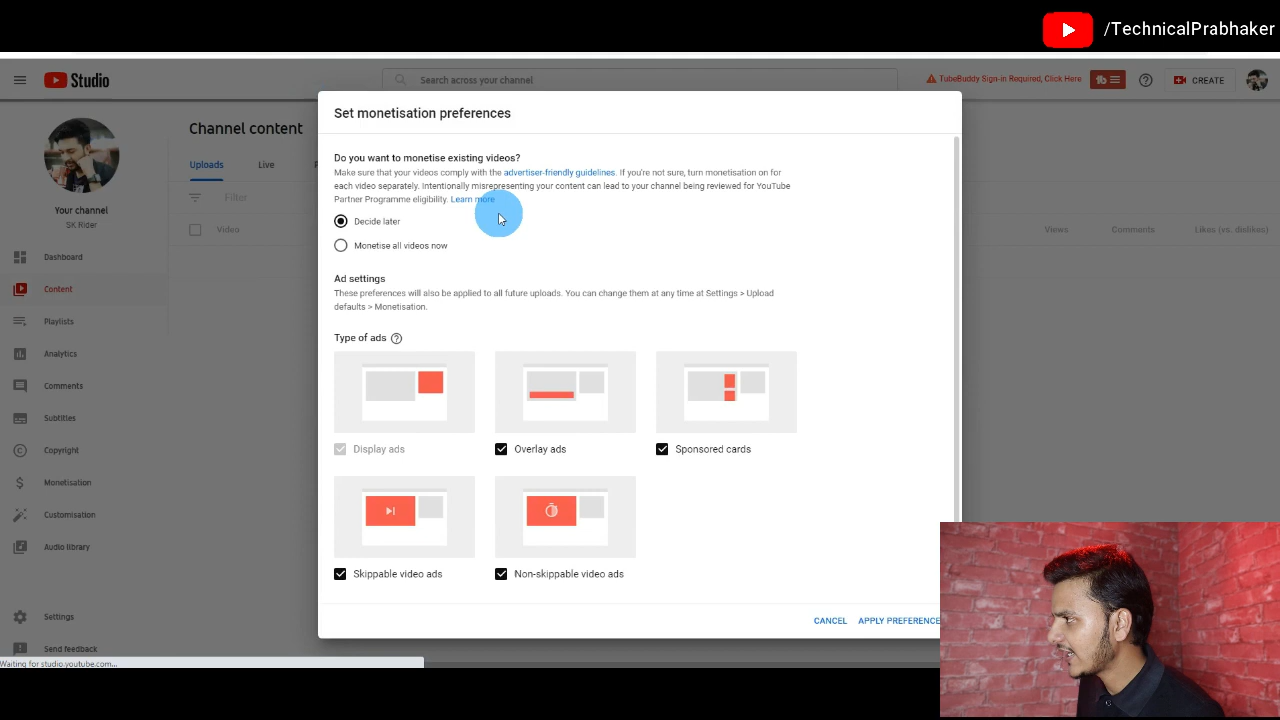 /TechnicalPrabhaker
Studio
Search across your channel
TubeBuddy Sign-in Required, Click Here
tb
CREATE
Set monetisation preferences
Channel content
Do you want to monetise existing videos?
Make sure that your videos comply with the advertiser-friendly guidelines. If you're not sure, turn monetisation on for
each video separately. Intentionally misrepresenting your content can lead to your channel being reviewed for YouTube
Partner Programme eligibility. Learn more
Decide later
Monetise all videos now
Ad settings
These preferences will also be applied to all future uploads. You can change them at any time at Settings > Upload
defaults > Monetisation.
Type of ads
Display ads
Overlay ads
Sponsored cards
Skippable video ads
Non-skippable video ads
CANCEL
APPLY PREFERENCE
Uploads
Live
P
Filter
Video
Views
Comments
Likes (vs. dislikes)
Your channel
SK Rider
Dashboard
Content
Playlists
Analytics
Comments
Subtitles
Copyright
Monetisation
Customisation
Audio library
Settings
Send feedback
Waiting for studio.youtube.com...